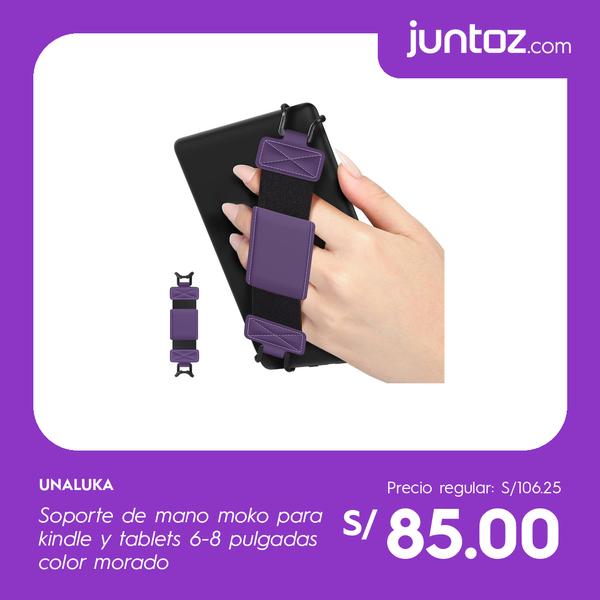 juntoz.com
UNALUKA
Soporte de mano moko para
kindle y tablets 6-8 pulgadas
color morado
Precio regular: S/106.25
S/ 85.00